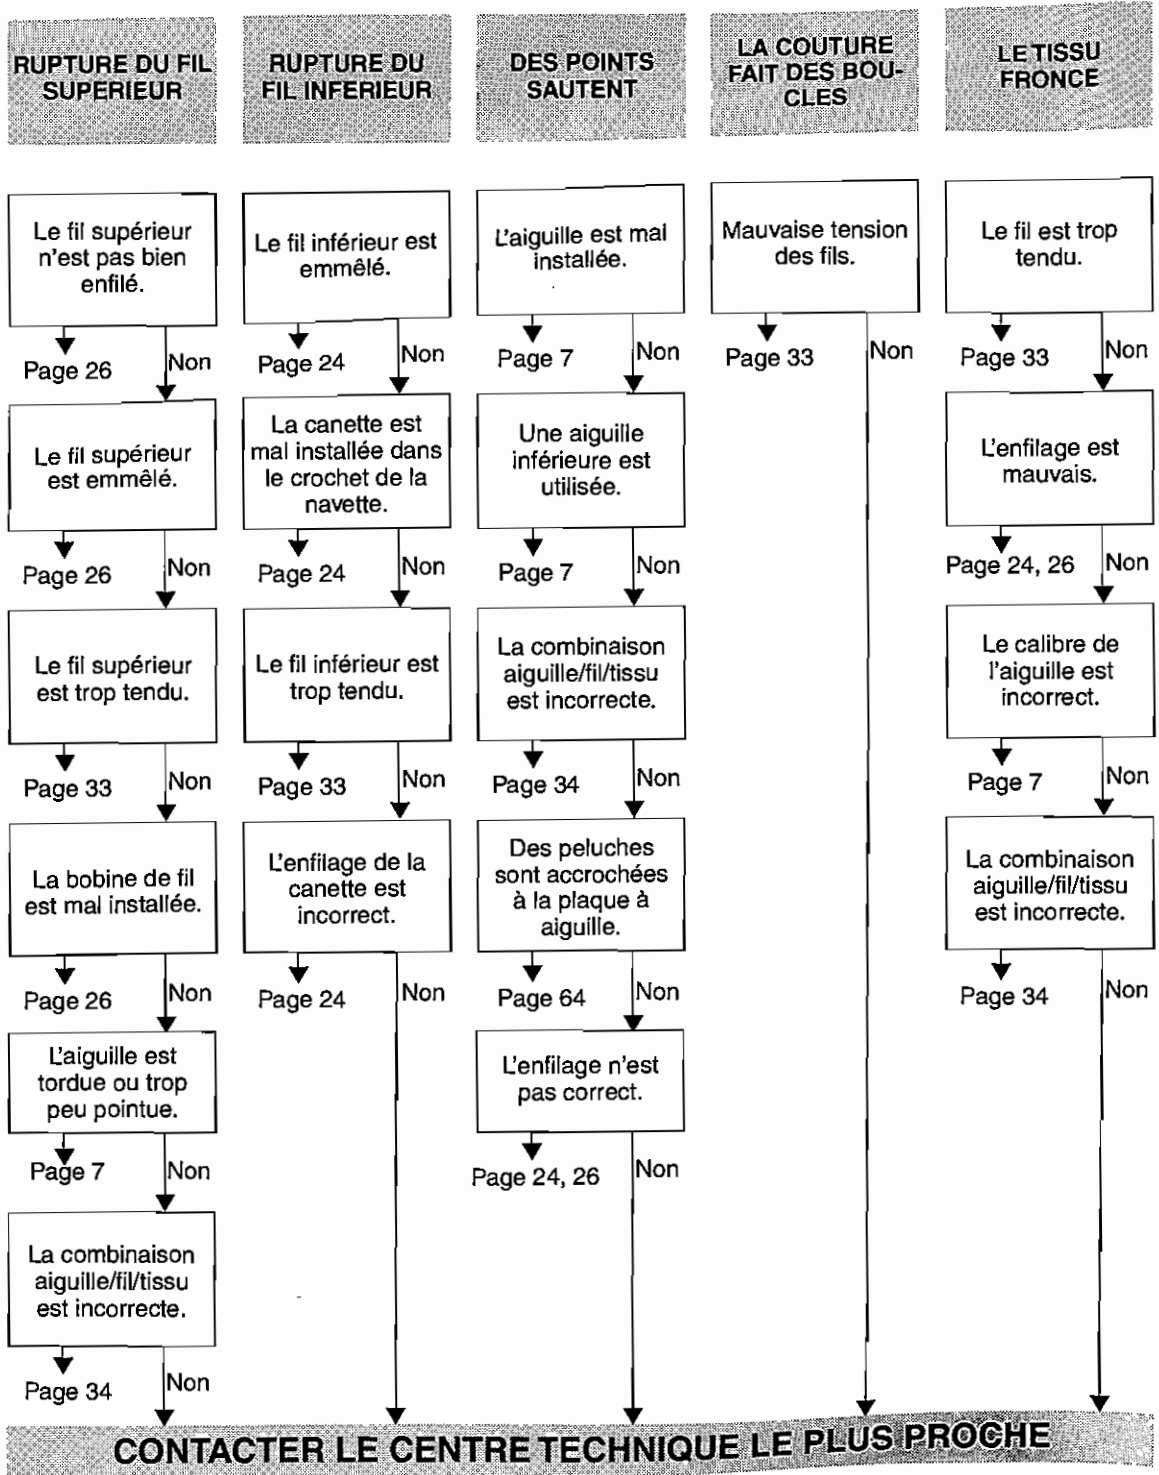 RUPTURE DU FIL
SUPERIEUR
Le fil supérieur
n'est pas bien
enfilé.
Page 26
Non
Le fil supérieur
est emmêlé.
Page 26
Non
Le fil supérieur
est trop tendu.
Page 33
Non
La bobine de fil
est mal installée.
Page 26
Non
L'aiguille est
tordue ou trop
peu pointue.
Page 7
Non
La combinaison
aiguille/fil/tissu
est incorrecte.
Page 34
Non
RUPTURE DU
FIL INFERIEUR
Le fil inférieur est
emmêlé.
Page 24
Non
La canette est
mal installée dans
le crochet de la
navette.
Page 24
Non
Le fil inférieur est
trop tendu.
Page 33
Non
L'enfilage de la
canette est
incorrect.
Page 24
Non
DES POINTS
SAUTENT
L'aiguille est mal
installée.
Page 7
Non
Une aiguille
inférieure est
utilisée.
Page 7
Non
La combinaison
aiguille/fil/tissu
est incorrecte.
Page 34
Non
Des peluches
sont accrochées
à la plaque à
aiguille.
Page 64
Non
L'enfilage n'est
pas correct.
Page 24, 26
Non
LA COUTURE
FAIT DES BOU-
CLES
Mauvaise tension
des fils.
Page 33
Non
LE TISSU
FRONCE
Le fil est trop
tendu.
Page 33
Non
L'enfilage est
mauvais.
Page 24, 26
Non
Le calibre de
l'aiguille est
incorrect.
Page 7
Non
La combinaison
aiguille/fil/tissu
est incorrecte.
Page 34
Non
CONTACTER LE CENTRE TECHNIQUE LE PLUS PROCHE